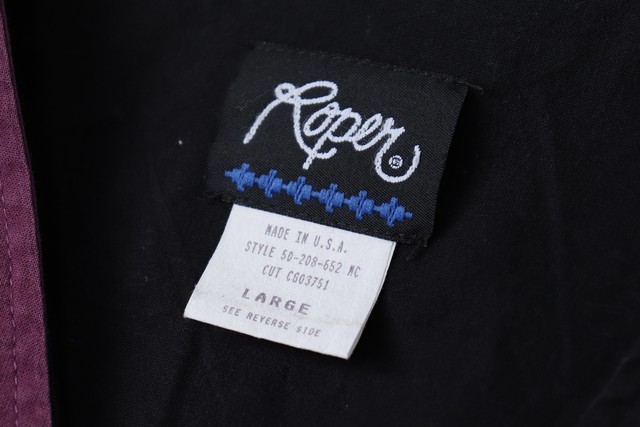 Roper®
MADE IN U.S.A.
STYLE 50-208-652 MC
CUT CG03751
LARGE
SEE REVERSE SIDE